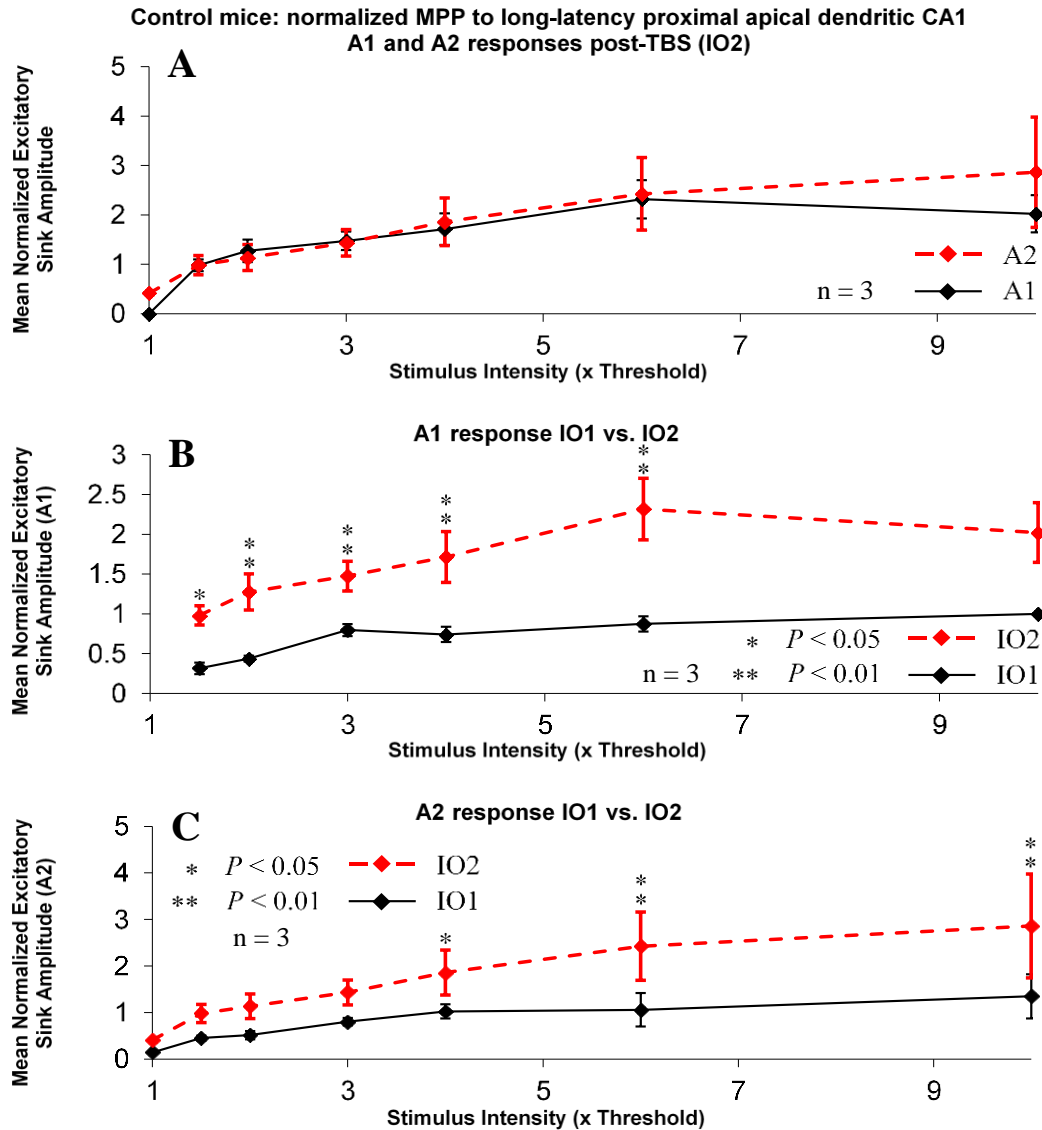 Control mice: normalized MPP to long-latency proximal apical dendritic CA1
A1 and A2 responses post-TBS (IO2)
A
Mean Normalized Excitatory
Sink Amplitude
5
4
3
2
1
0
A2
n = 3
A1
1
3
5
7
9
Stimulus Intensity (x Threshold)
A1 response IO1 vs. IO2
B
Mean Normalized Excitatory
Sink Amplitude (A1)
3
2.5
2
1.5
1
0.5
0
*
**
**
**
**
* P < 0.05 IO2
n = 3 ** P < 0.01 IO1
1
3
5
7
9
Stimulus Intensity (x Threshold)
A2 response IO1 vs. IO2
C
Mean Normalized Excitatory
Sink Amplitude (A2)
5
4
3
2
1
0
* P < 0.05 IO2
** P < 0.01 IO1
n = 3
*
**
**
1
3
5
7
9
Stimulus Intensity (x Threshold)